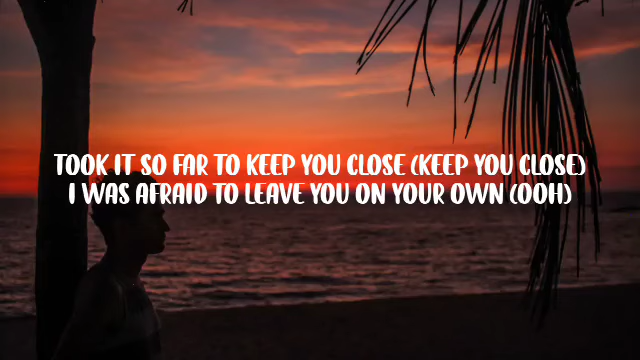 TOOK IT SO FAR TO KEEP YOU CLOSE (KEEP YOU CLOSE)
I WAS AFRAID TO LEAVE YOU ON YOUR OWN (OOH)